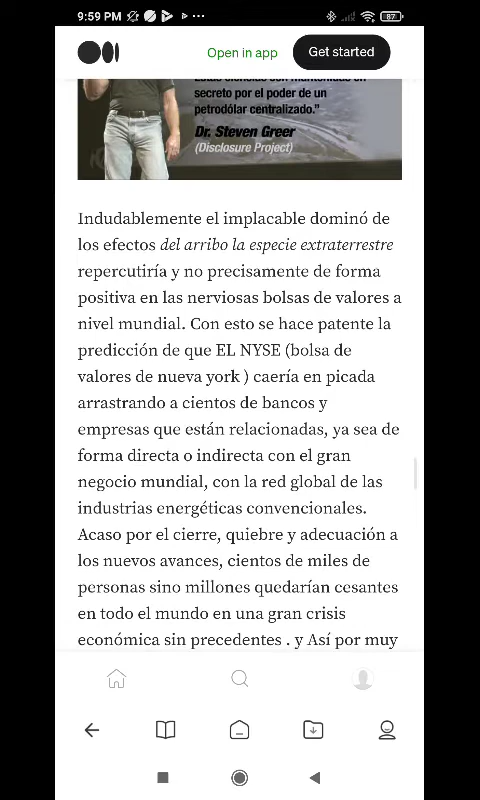 9:59 PM
87
Open in app
Get started
Estas ciencias son mantenidas en
secreto por el poder de un
petrodólar centralizado."
Dr. Steven Greer
(Disclosure Project)
Indudablemente el implacable dominó de
los efectos del arribo la especie extraterrestre
repercutiría y no precisamente de forma
positiva en las nerviosas bolsas de valores a
nivel mundial. Con esto se hace patente la
predicción de que EL NYSE (bolsa de
valores de nueva york ) caería en picada
arrastrando a cientos de bancos y
empresas que están relacionadas, ya sea de
forma directa o indirecta con el gran
negocio mundial, con la red global de las
industrias energéticas convencionales.
Acaso por el cierre, quiebre y adecuación a
los nuevos avances, cientos de miles de
personas sino millones quedarían cesantes
en todo el mundo en una gran crisis
económica sin precedentes . y Así por muy